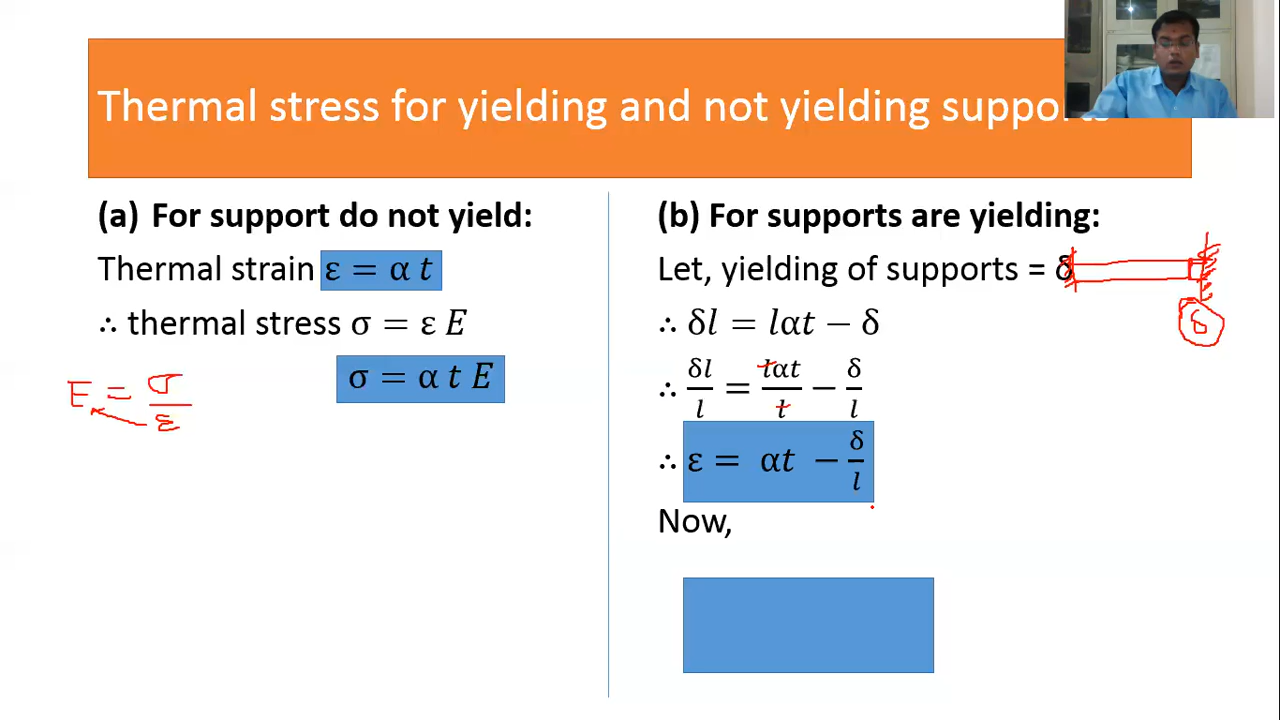 Thermal stress for yielding and not yielding supports
(a) For support do not yield:
Thermal strain ε = α t
∴ thermal stress σ = ε E
σ = α t E
E = σ/ε
(b) For supports are yielding:
Let, yielding of supports = δ
δ
∴ δl = lαt − δ
∴ δl/l = lαt/t − δ/l
∴ ε = αt − δ/l
Now,